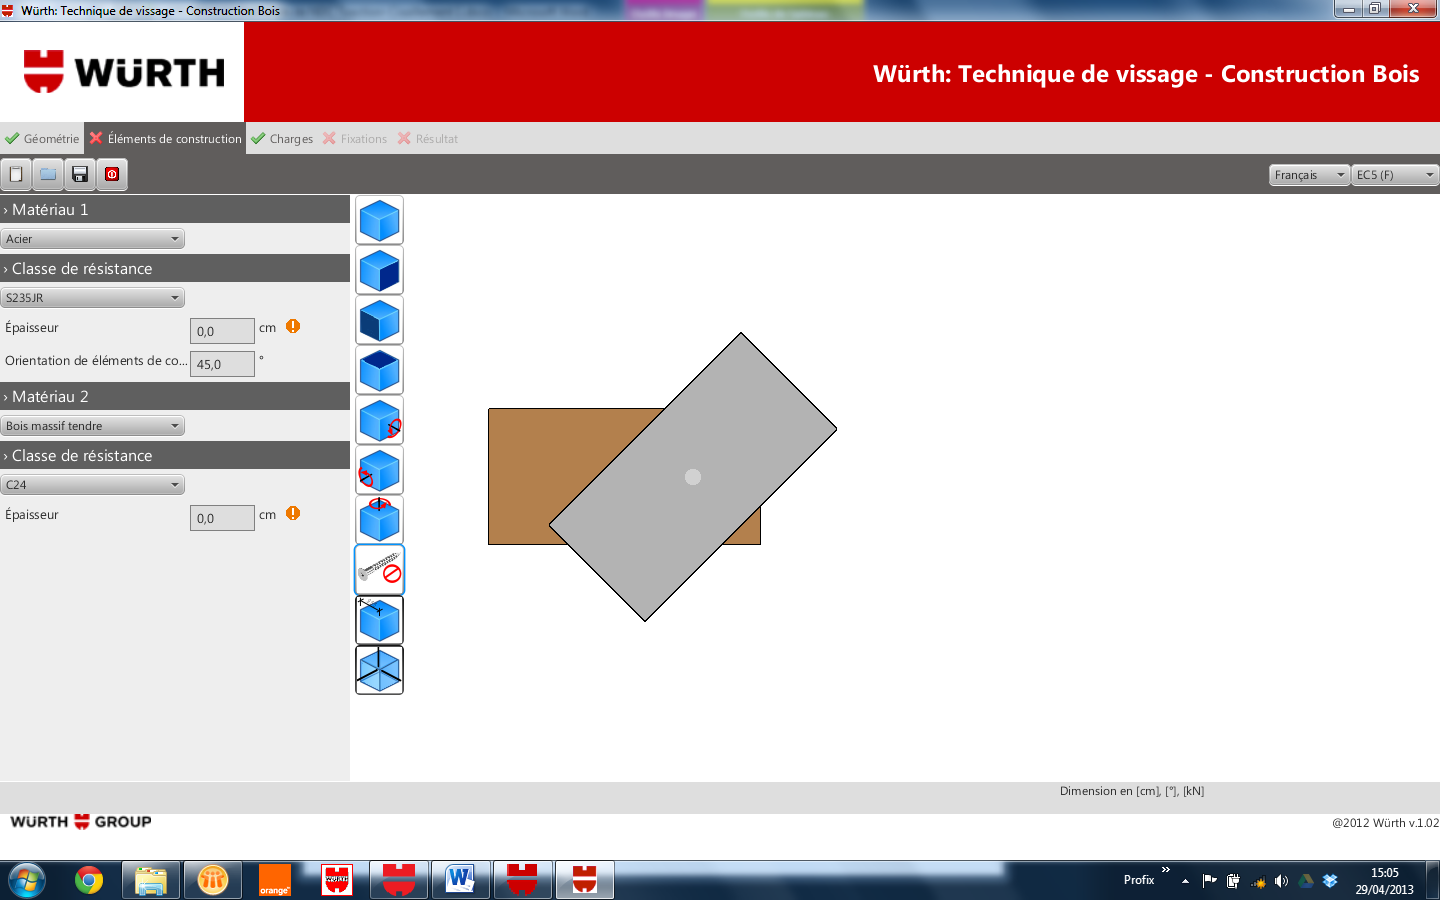 Würth: Technique de vissage - Construction Bois
WÜRTH
Würth: Technique de vissage - Construction Bois
Géométrie
Éléments de construction
Charges
Fixations
Résultat
Français
EC5 (F)
› Matériau 1
Acier
› Classe de résistance
S235JR
Épaisseur
0,0
cm
Orientation de éléments de co...
45,0
°
› Matériau 2
Bois massif tendre
› Classe de résistance
C24
Épaisseur
0,0
cm
Dimension en [cm], [°], [kN]
WÜRTH GROUP
@2012 Würth v.1.02
orange
WÜRTH
Profix
»
15:05
29/04/2013